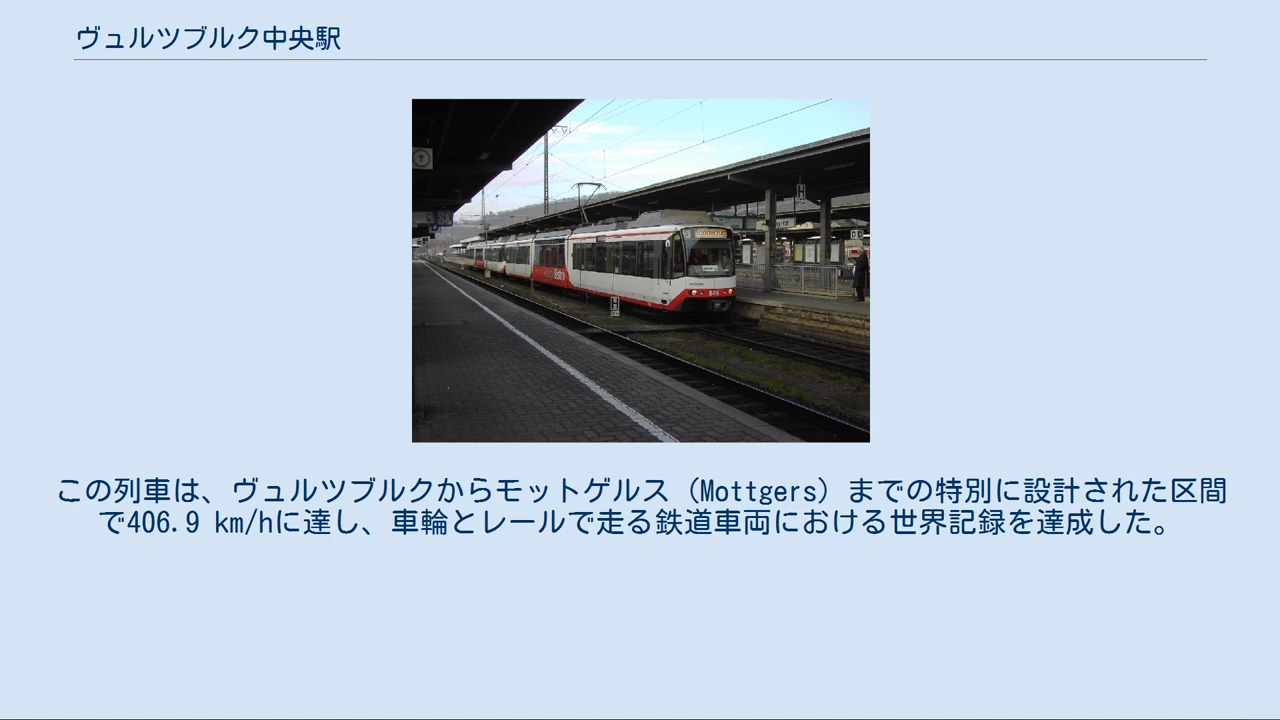 ヴュルツブルク中央駅
Sonderzug
H
H
この列車は、ヴュルツブルクからモットゲルス（Mottgers）までの特別に設計された区間
で406.9 km/hに達し、車輪とレールで走る鉄道車両における世界記録を達成した。